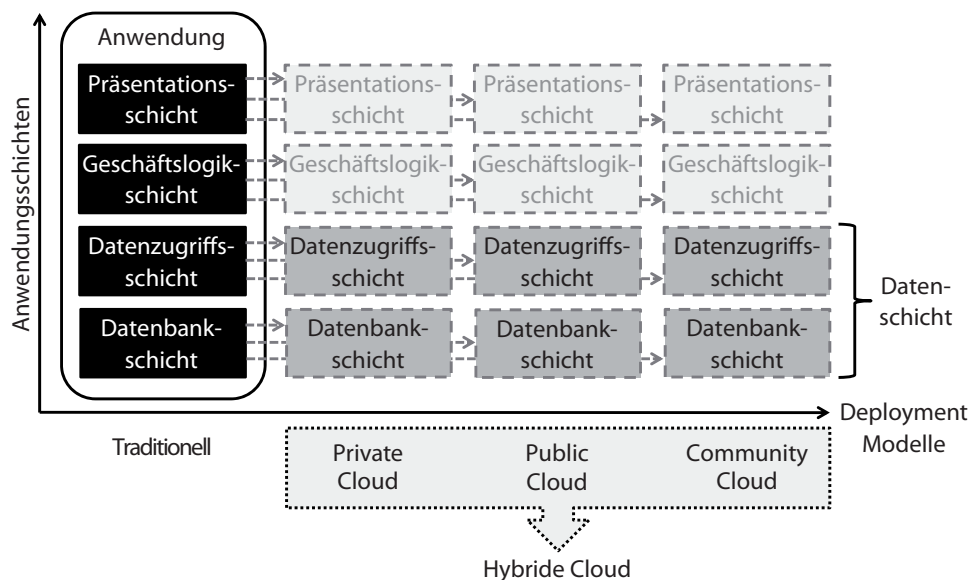 Anwendung
Präsentations-
schicht
Präsentations-
schicht
Präsentations-
schicht
Präsentations-
schicht
Geschäftslogik-
schicht
Geschäftslogik-
schicht
Geschäftslogik-
schicht
Geschäftslogik-
schicht
Datenzugriffs-
schicht
Datenzugriffs-
schicht
Datenzugriffs-
schicht
Datenzugriffs-
schicht
Datenbank-
schicht
Datenbank-
schicht
Datenbank-
schicht
Datenbank-
schicht
Daten-
schicht
Anwendungsschichten
Deployment
Modelle
Traditionell
Private
Cloud
Public
Cloud
Community
Cloud
Hybride Cloud